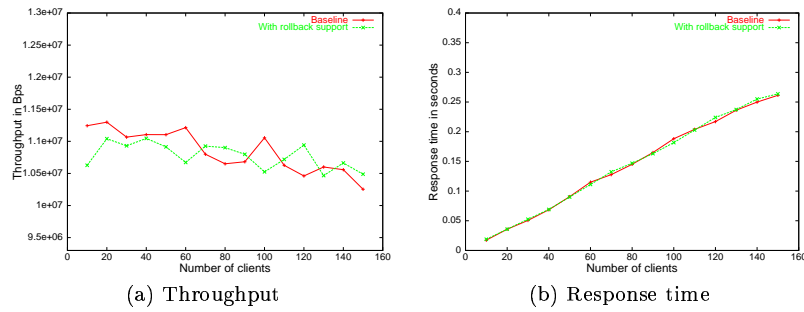 1.3e+07
1.25e+07
1.2e+07
1.15e+07
1.1e+07
1.05e+07
1e+07
9.5e+06
0 20 40 60 80 100 120 140 160
Throughput in Bps
Number of clients
Baseline
With rollback support
(a) Throughput
0.4
0.35
0.3
0.25
0.2
0.15
0.1
0.05
0
0 20 40 60 80 100 120 140 160
Response time in seconds
Number of clients
Baseline
With rollback support
(b) Response time